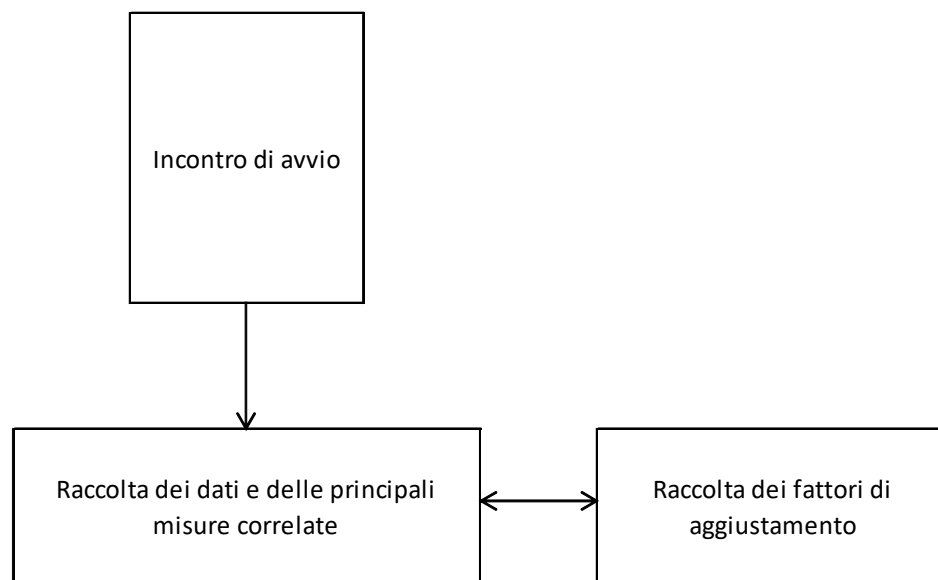 Incontro di avvio
Raccolta dei dati e delle principali
misure correlate
Raccolta dei fattori di
aggiustamento